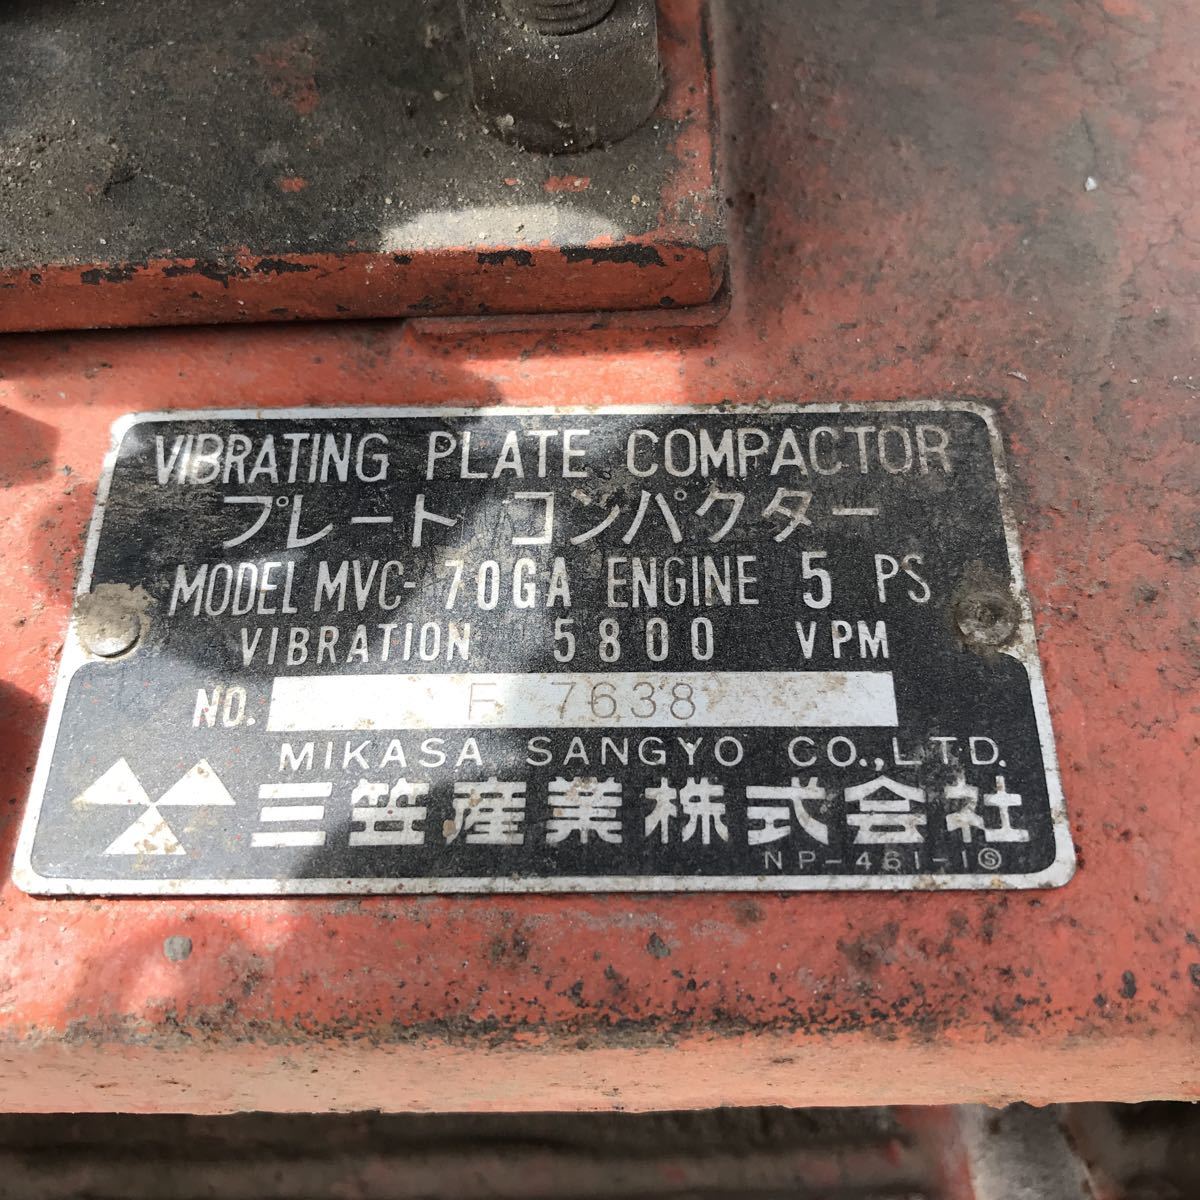 VIBRATING PLATE COMPACTOR
プレート コンパクター
MODEL MVC-70GA ENGINE 5 PS
VIBRATION 5800 VPM
NO. F 7638
MIKASA SANGYO CO.,LTD.
三笠産業株式会社
NP-461-1Ⓢ